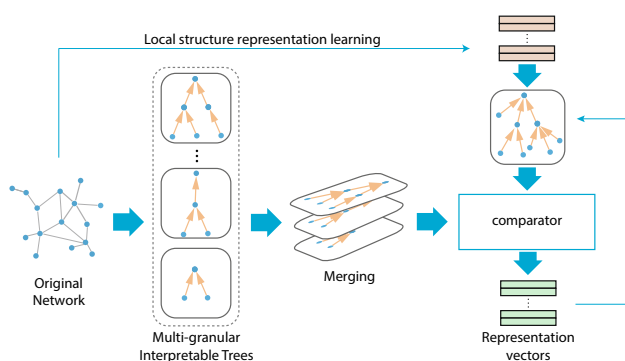 Local structure representation learning
comparator
Merging
Original
Network
Multi-granular
Interpretable Trees
Representation
vectors